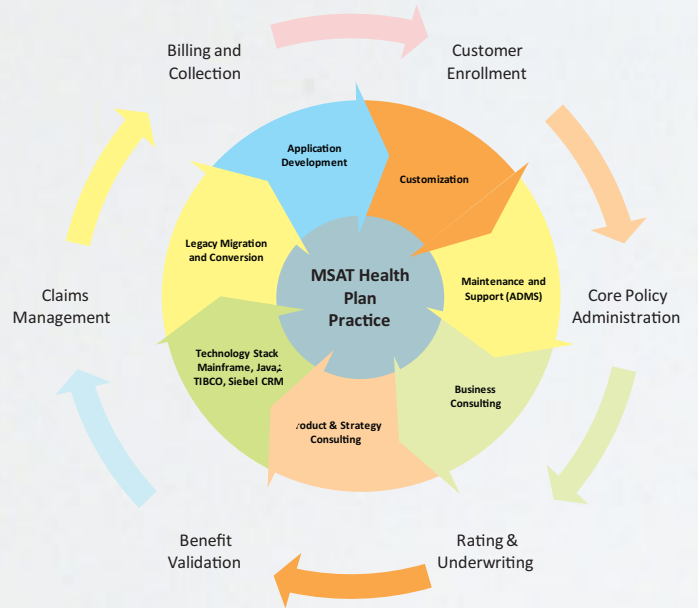 Billing and
Collection
Customer
Enrollment
Core Policy
Administration
Rating &
Underwriting
Benefit
Validation
Claims
Management
Application
Development
Customization
Maintenance and
Support (ADMS)
Business
Consulting
roduct & Strategy
Consulting
Technology Stack
Mainframe, Java,
TIBCO, Siebel CRM
Legacy Migration
and Conversion
MSAT Health
Plan
Practice